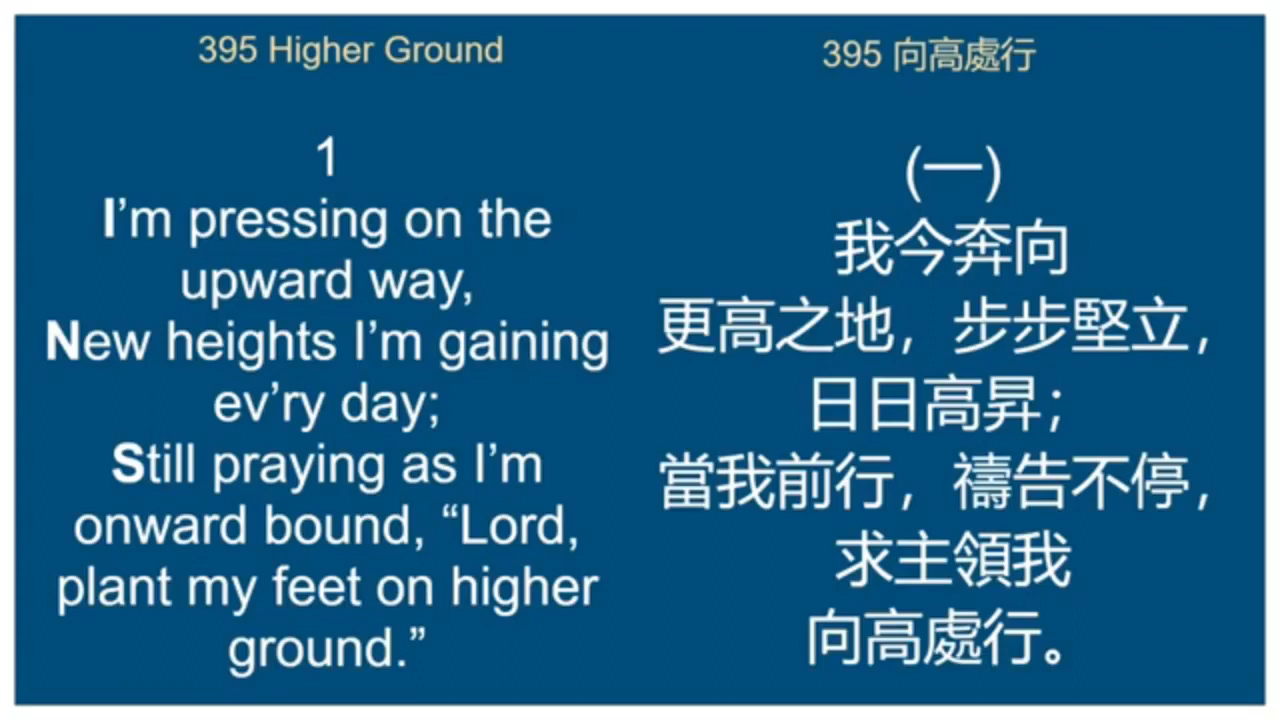 395 Higher Ground
1
I’m pressing on the
upward way,
New heights I’m gaining
ev’ry day;
Still praying as I’m
onward bound, “Lord,
plant my feet on higher
ground.”
395 向高處行
(一)
我今奔向
更高之地，步步堅立，
日日高昇；
當我前行，禱告不停，
求主領我
向高處行。